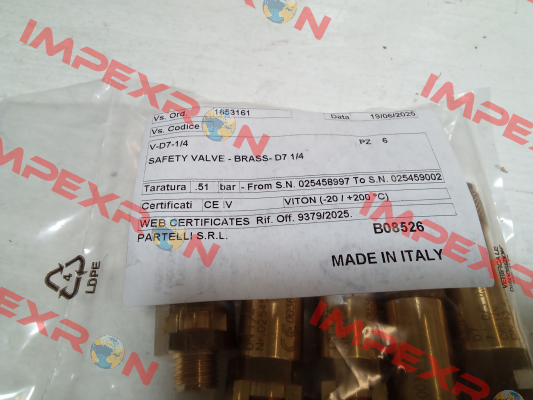 Vs. Ord. 1653161 Data 19/06/2025
Vs. Codice
V-D7-1/4 PZ 6
SAFETY VALVE - BRASS- D7 1/4
Taratura .51 bar - From S.N. 025458997 To S.N. 025459002
Certificati CE V VITON (-20 / +200 °C)
WEB CERTIFICATES Rif. Off. 9379/2025.
PARTELLI S.R.L. B08526
MADE IN ITALY
4
LDPE
IMPEXRON
IMPEXRON
IMPEXRON
IMPEXRON